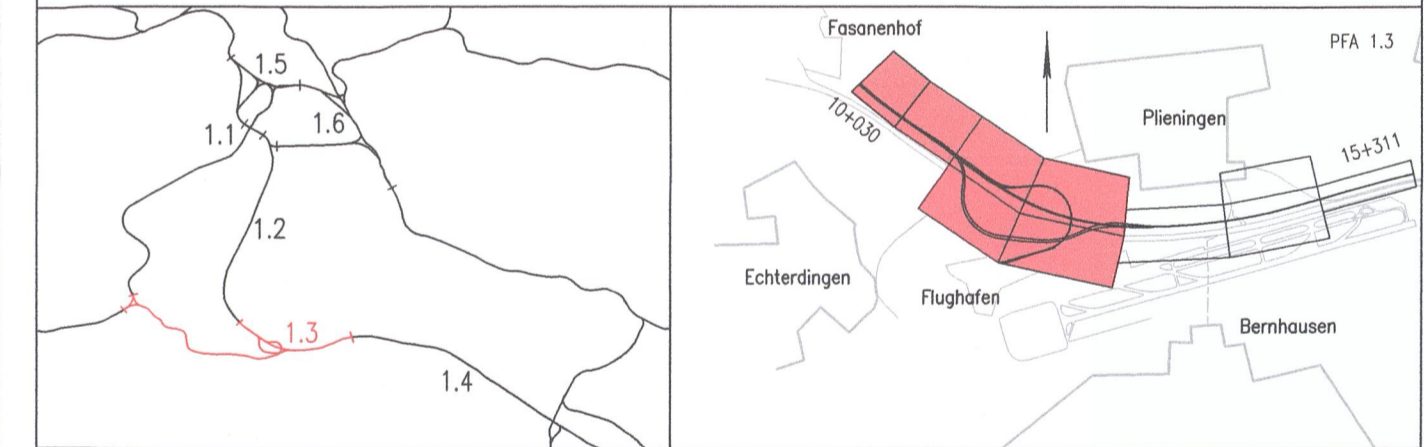 1.5
1.1
1.6
1.2
1.3
1.4
Fasanenhof
PFA 1.3
10+030
Plieningen
15+311
Echterdingen
Flughafen
Bernhausen